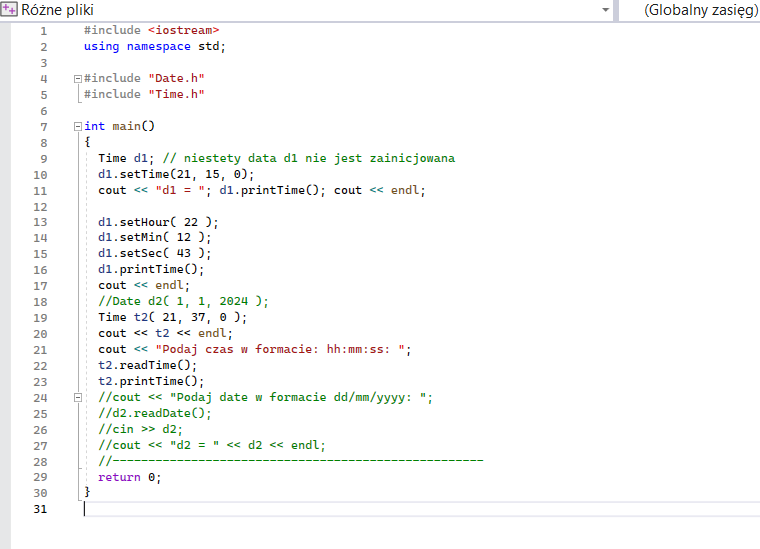 Różne pliki (Globalny zasięg)
1 #include <iostream>
2 using namespace std;
3
4 #include "Date.h"
5 #include "Time.h"
6
7 int main()
8 {
9 Time d1; // niestety data d1 nie jest zainicjowana
10 d1.setTime(21, 15, 0);
11 cout << "d1 = "; d1.printTime(); cout << endl;
12
13 d1.setHour( 22 );
14 d1.setMin( 12 );
15 d1.setSec( 43 );
16 d1.printTime();
17 cout << endl;
18 //Date d2( 1, 1, 2024 );
19 Time t2( 21, 37, 0 );
20 cout << t2 << endl;
21 cout << "Podaj czas w formacie: hh:mm:ss: ";
22 t2.readTime();
23 t2.printTime();
24 //cout << "Podaj date w formacie dd/mm/yyyy: ";
25 //d2.readDate();
26 //cin >> d2;
27 //cout << "d2 = " << d2 << endl;
28 //----------------------------------------------------
29 return 0;
30 }
31